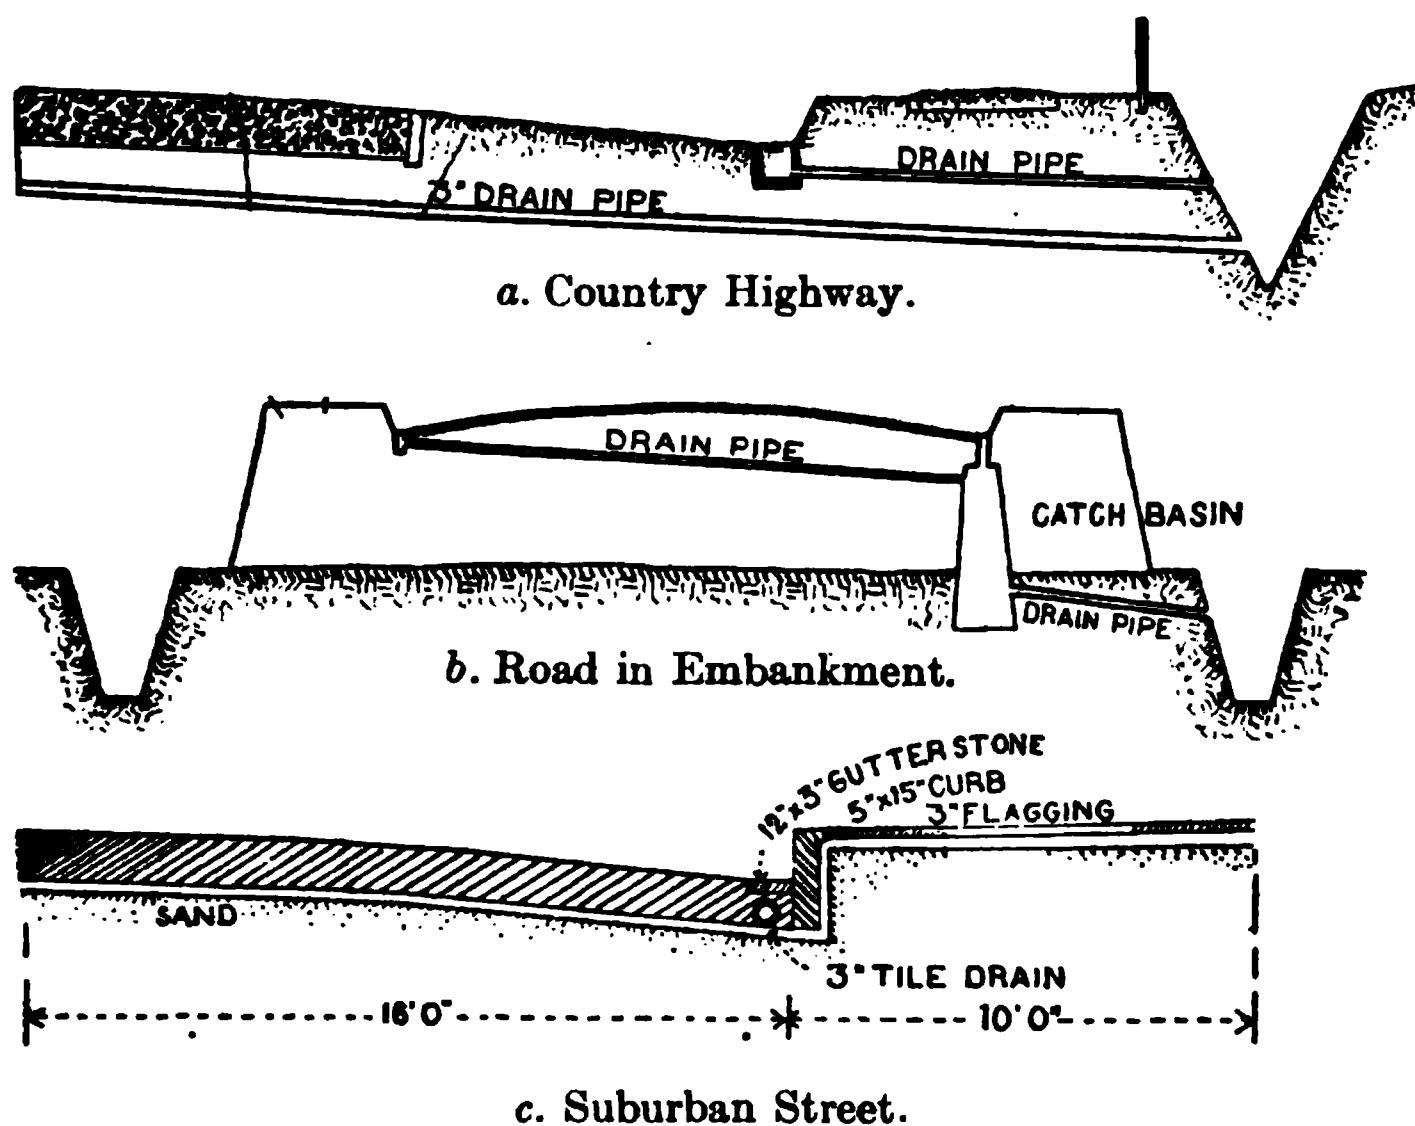 DRAIN PIPE
3" DRAIN PIPE
a. Country Highway.
DRAIN PIPE
CATCH BASIN
DRAIN PIPE
b. Road in Embankment.
12"x3" GUTTER STONE
5"x15" CURB
3" FLAGGING
SAND
3" TILE DRAIN
16'0" 10'0"
c. Suburban Street.